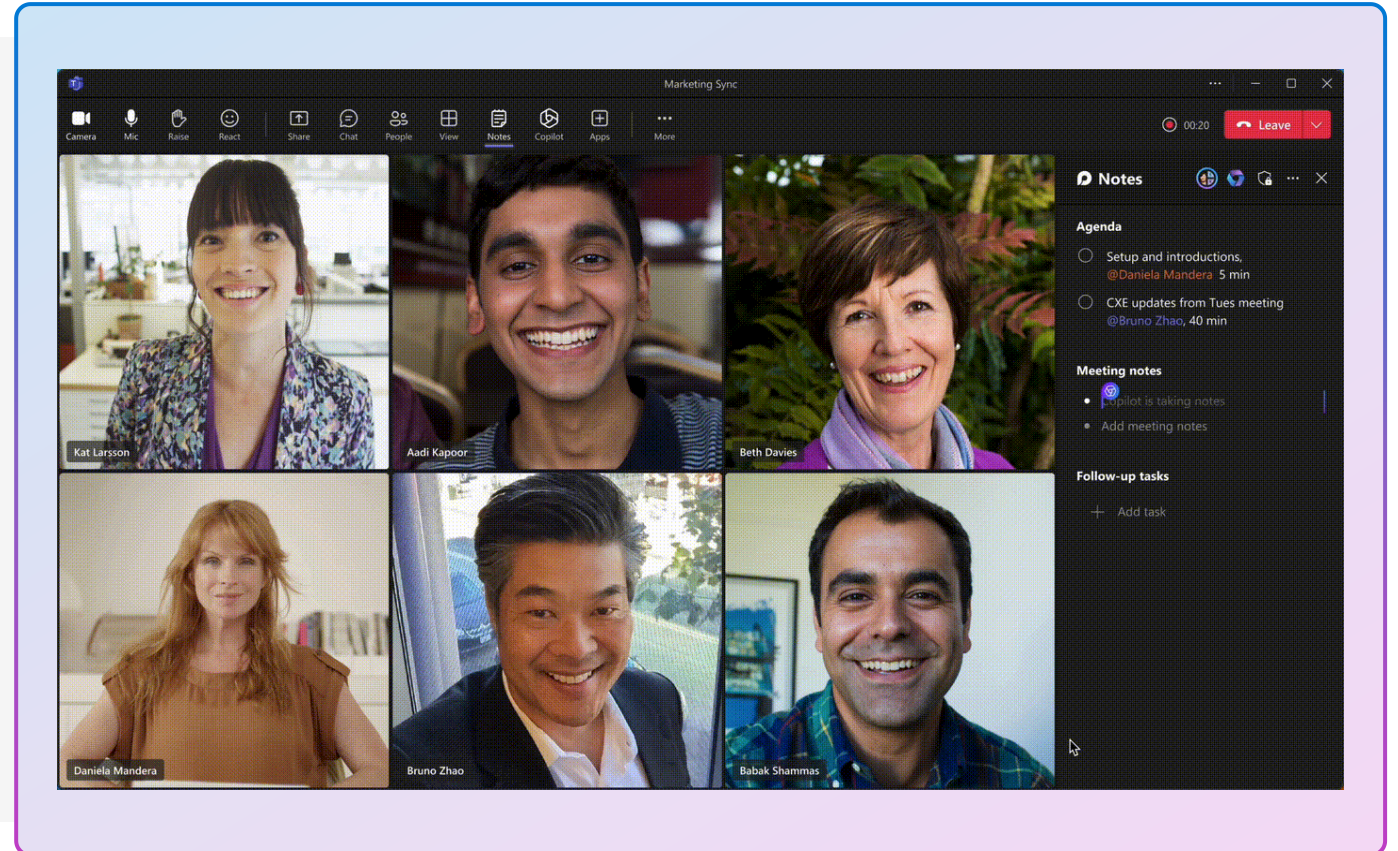 Marketing Sync
Camera
Mic
Raise
React
Share
Chat
People
View
Notes
Copilot
Apps
More
00:20
Leave
Kat Larsson
Aadi Kapoor
Beth Davies
Daniela Mandera
Bruno Zhao
Babak Shammas
Notes
Agenda
Setup and introductions,
@Daniela Mandera 5 min
CXE updates from Tues meeting
@Bruno Zhao, 40 min
Meeting notes
Copilot is taking notes
Add meeting notes
Follow-up tasks
Add task